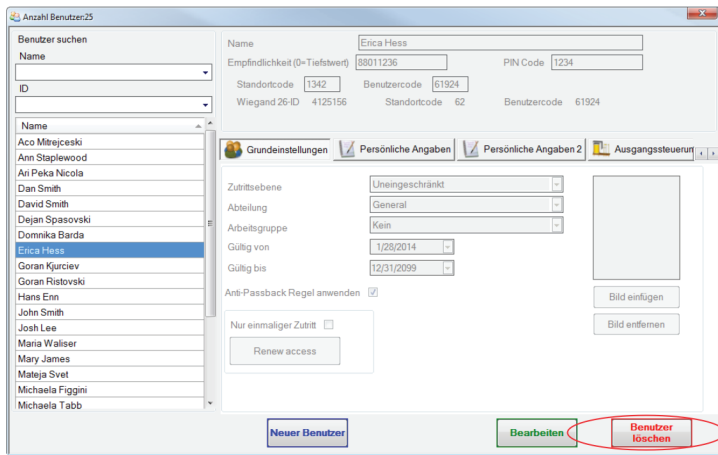 Anzahl Benutzer:25
Benutzer suchen
Name
ID
Name
Aco Mitrejceski
Ann Staplewood
Ari Peka Nicola
Dan Smith
David Smith
Dejan Spasovski
Domnika Barda
Erica Hess
Goran Kjurciev
Goran Ristovski
Hans Enn
John Smith
Josh Lee
Maria Waliser
Mary James
Mateja Svet
Michaela Figgini
Michaela Tabb
Name Erica Hess
Empfindlichkeit (0=Tiefstwert) 88011236 PIN Code 1234
Standortcode 1342 Benutzercode 61924
Wiegand 26-ID 4125156 Standortcode 62 Benutzercode 61924
Grundeinstellungen Persönliche Angaben Persönliche Angaben 2 Ausgangssteuerun
Zutrittsebene Uneingeschränkt
Abteilung General
Arbeitsgruppe Kein
Gültig von 1/28/2014
Gültig bis 12/31/2099
Anti-Passback Regel anwenden
Nur einmaliger Zutritt
Renew access
Bild einfügen
Bild entfernen
Neuer Benutzer Bearbeiten Benutzer
löschen